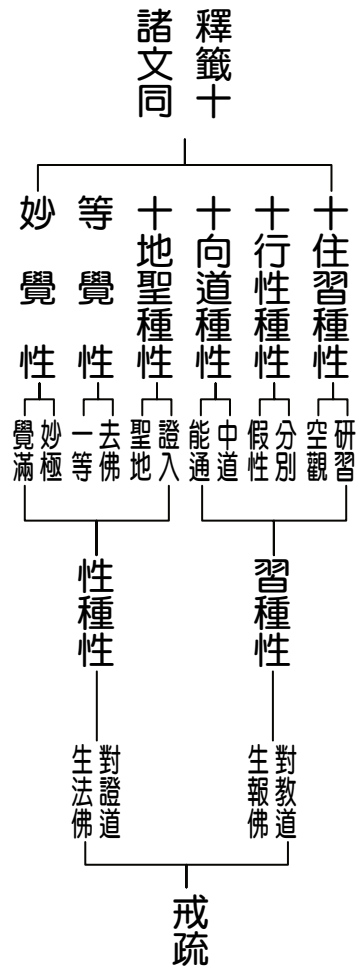 釋籤十
諸文同
十住習種性
十行性種性
十向道種性
十地聖種性
等覺性
妙覺性
研習
空觀
分別
假性
中道
能通
證入
聖地
去佛
一等
妙極
覺滿
習種性
性種性
對教道
生報佛
對證道
生法佛
戒疏